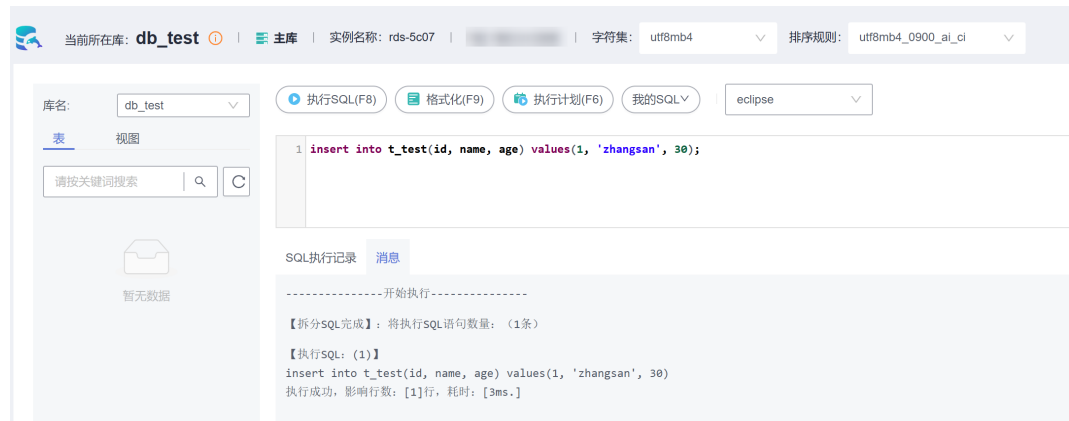 当前所在库: db_test | 主库 | 实例名称: rds-5c07 | | 字符集: utf8mb4 排序规则: utf8mb4_0900_ai_ci
库名: db_test
表 视图
请按关键词搜索
暂无数据
执行SQL(F8) 格式化(F9) 执行计划(F6) 我的SQL eclipse
1 insert into t_test(id, name, age) values(1, 'zhangsan', 30);
SQL执行记录 消息
---------------开始执行---------------
【拆分SQL完成】: 将执行SQL语句数量: (1条)
【执行SQL: (1)】
insert into t_test(id, name, age) values(1, 'zhangsan', 30)
执行成功, 影响行数: [1]行, 耗时: [3ms.]